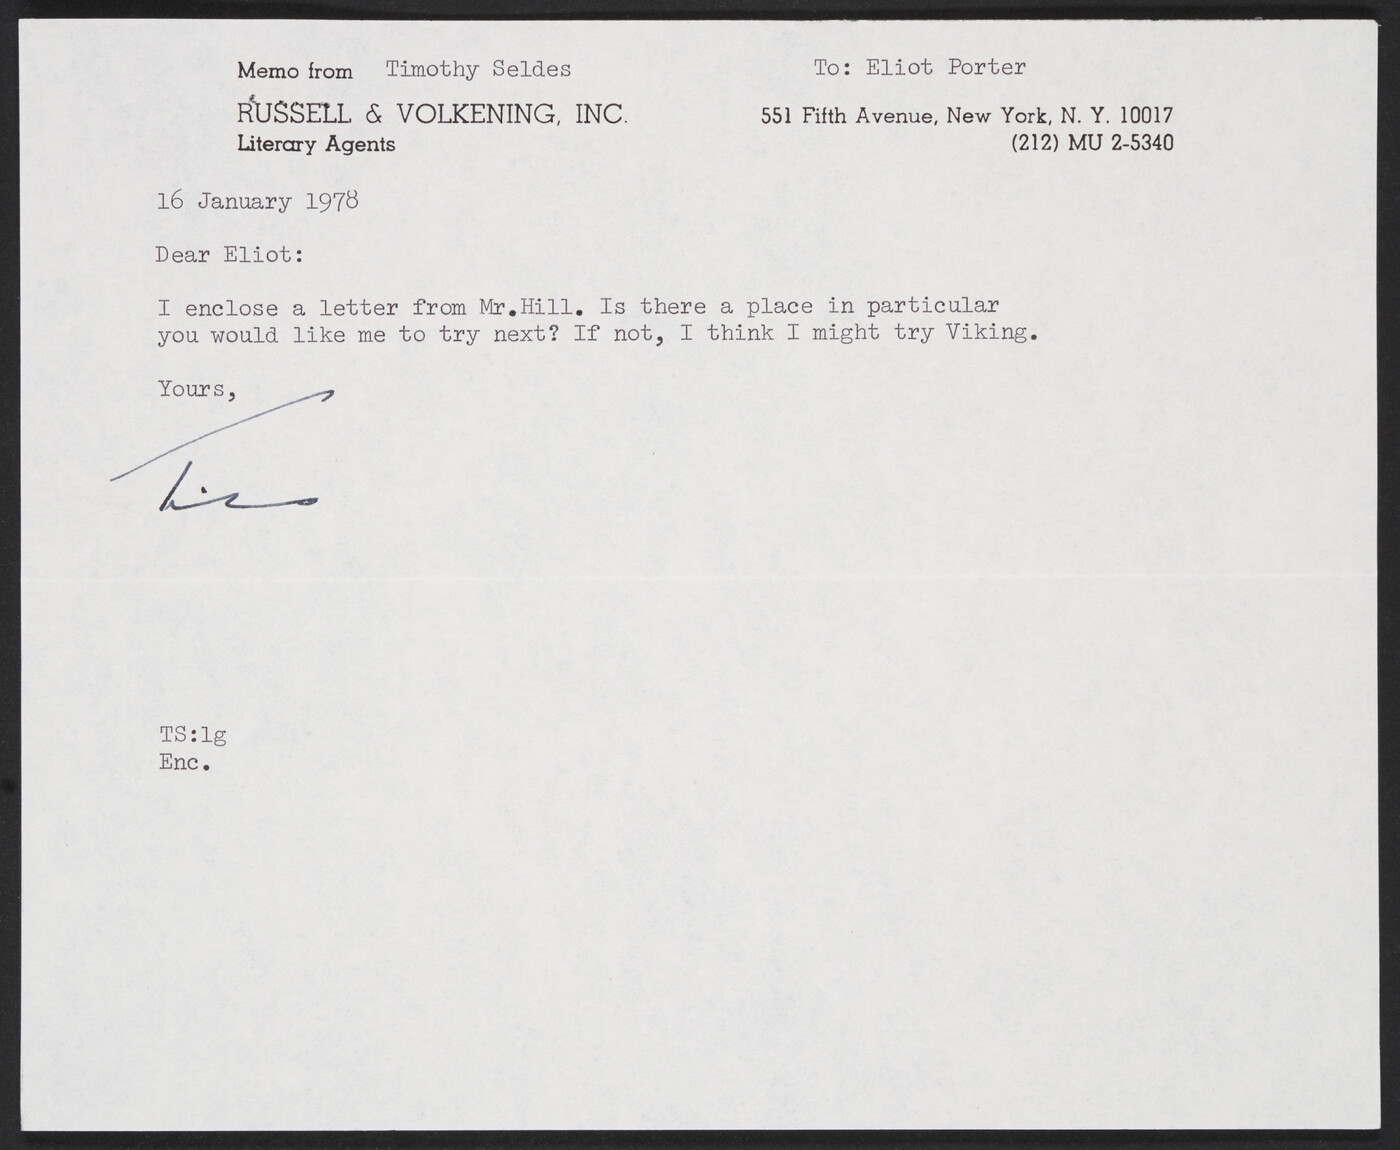 Memo from Timothy Seldes To: Eliot Porter
RUSSELL & VOLKENING, INC. 551 Fifth Avenue, New York, N. Y. 10017
Literary Agents (212) MU 2-5340
16 January 1978
Dear Eliot:
I enclose a letter from Mr.Hill. Is there a place in particular
you would like me to try next? If not, I think I might try Viking.
Yours,
Tim
TS:lg
Enc.